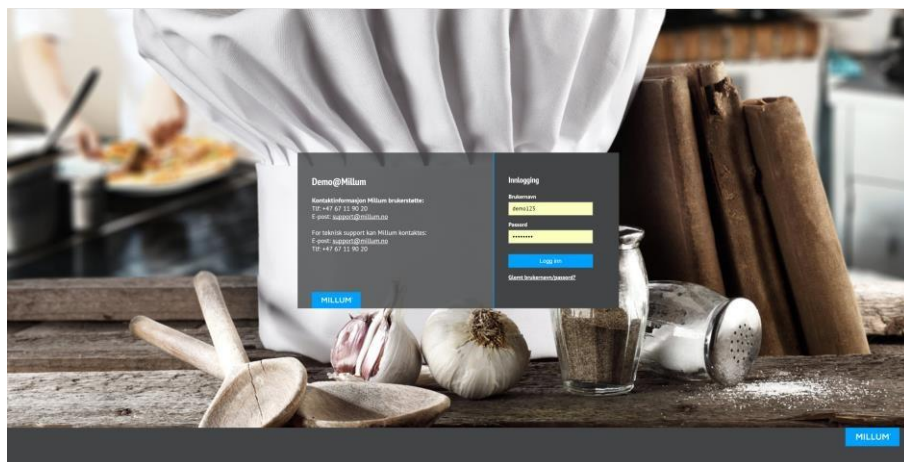 Demo@Millum
Kontaktinformasjon Millum brukerstøtte:
Tlf: +47 67 11 90 20
E-post: support@millum.no
For teknisk support kan Millum kontaktes:
E-post: support@millum.no
Tlf: +47 67 11 90 20
MILLUM
Innlogging
Brukernavn
demo123
Passord
••••••••
Logg inn
Glemt brukernavn/passord?
MILLUM